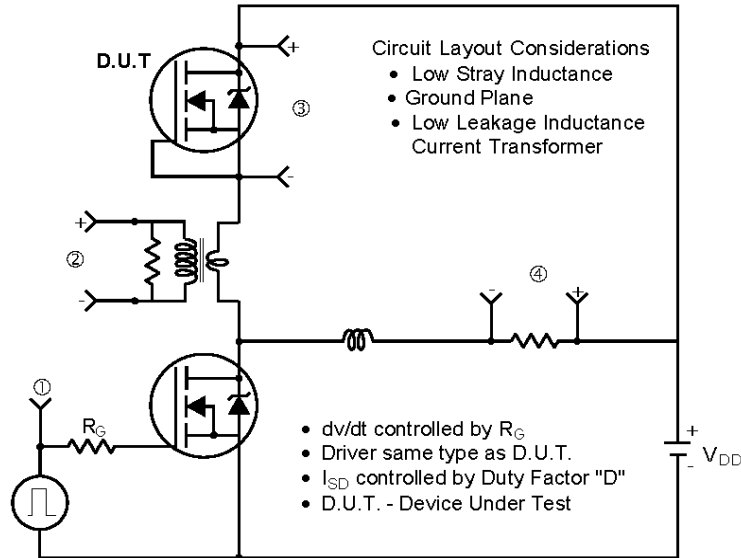 D.U.T
+
-
③
Circuit Layout Considerations
• Low Stray Inductance
• Ground Plane
• Low Leakage Inductance
Current Transformer
+
②
-
-
④
+
①
R_G
• dv/dt controlled by R_G
• Driver same type as D.U.T.
• I_SD controlled by Duty Factor "D"
• D.U.T. - Device Under Test
+
V_DD
-